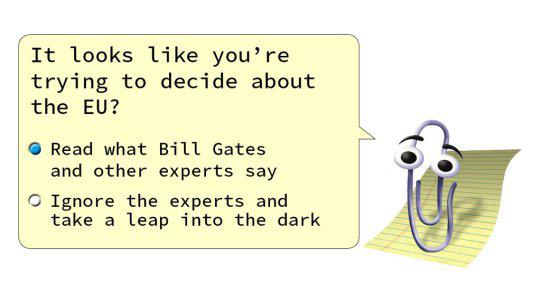 It looks like you’re
trying to decide about
the EU?
Read what Bill Gates
and other experts say
Ignore the experts and
take a leap into the dark